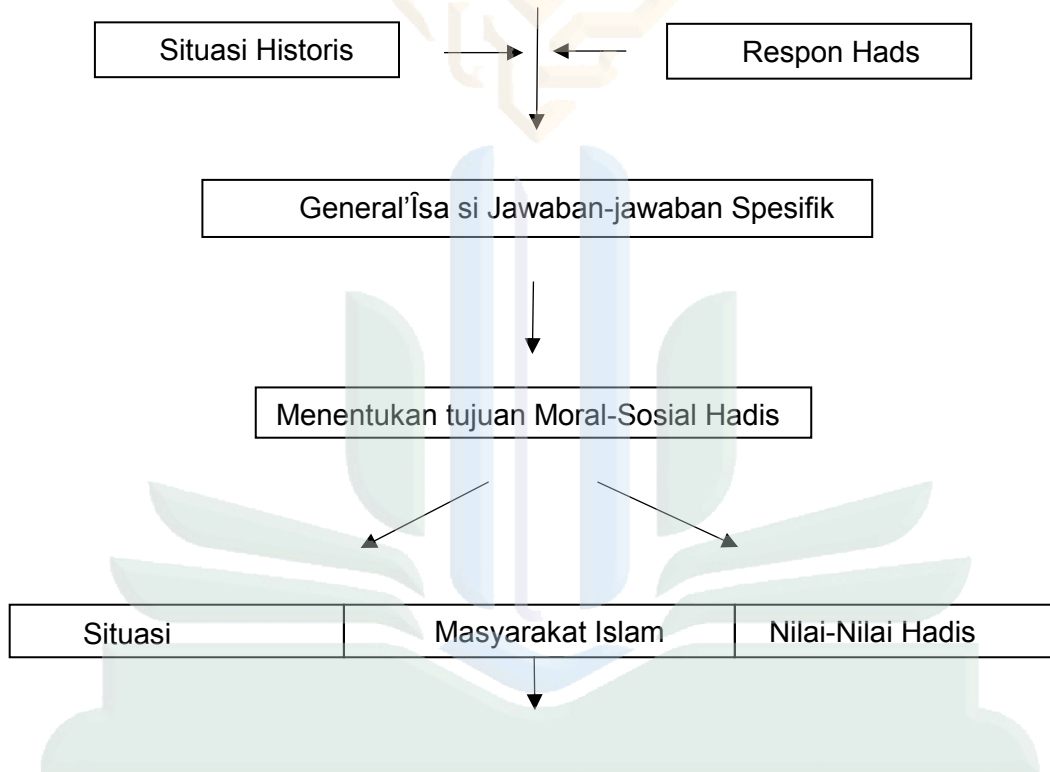 Situasi Historis
Respon Hads
General'Îsa si Jawaban-jawaban Spesifik
Menentukan tujuan Moral-Sosial Hadis
Situasi
Masyarakat Islam
Nilai-Nilai Hadis